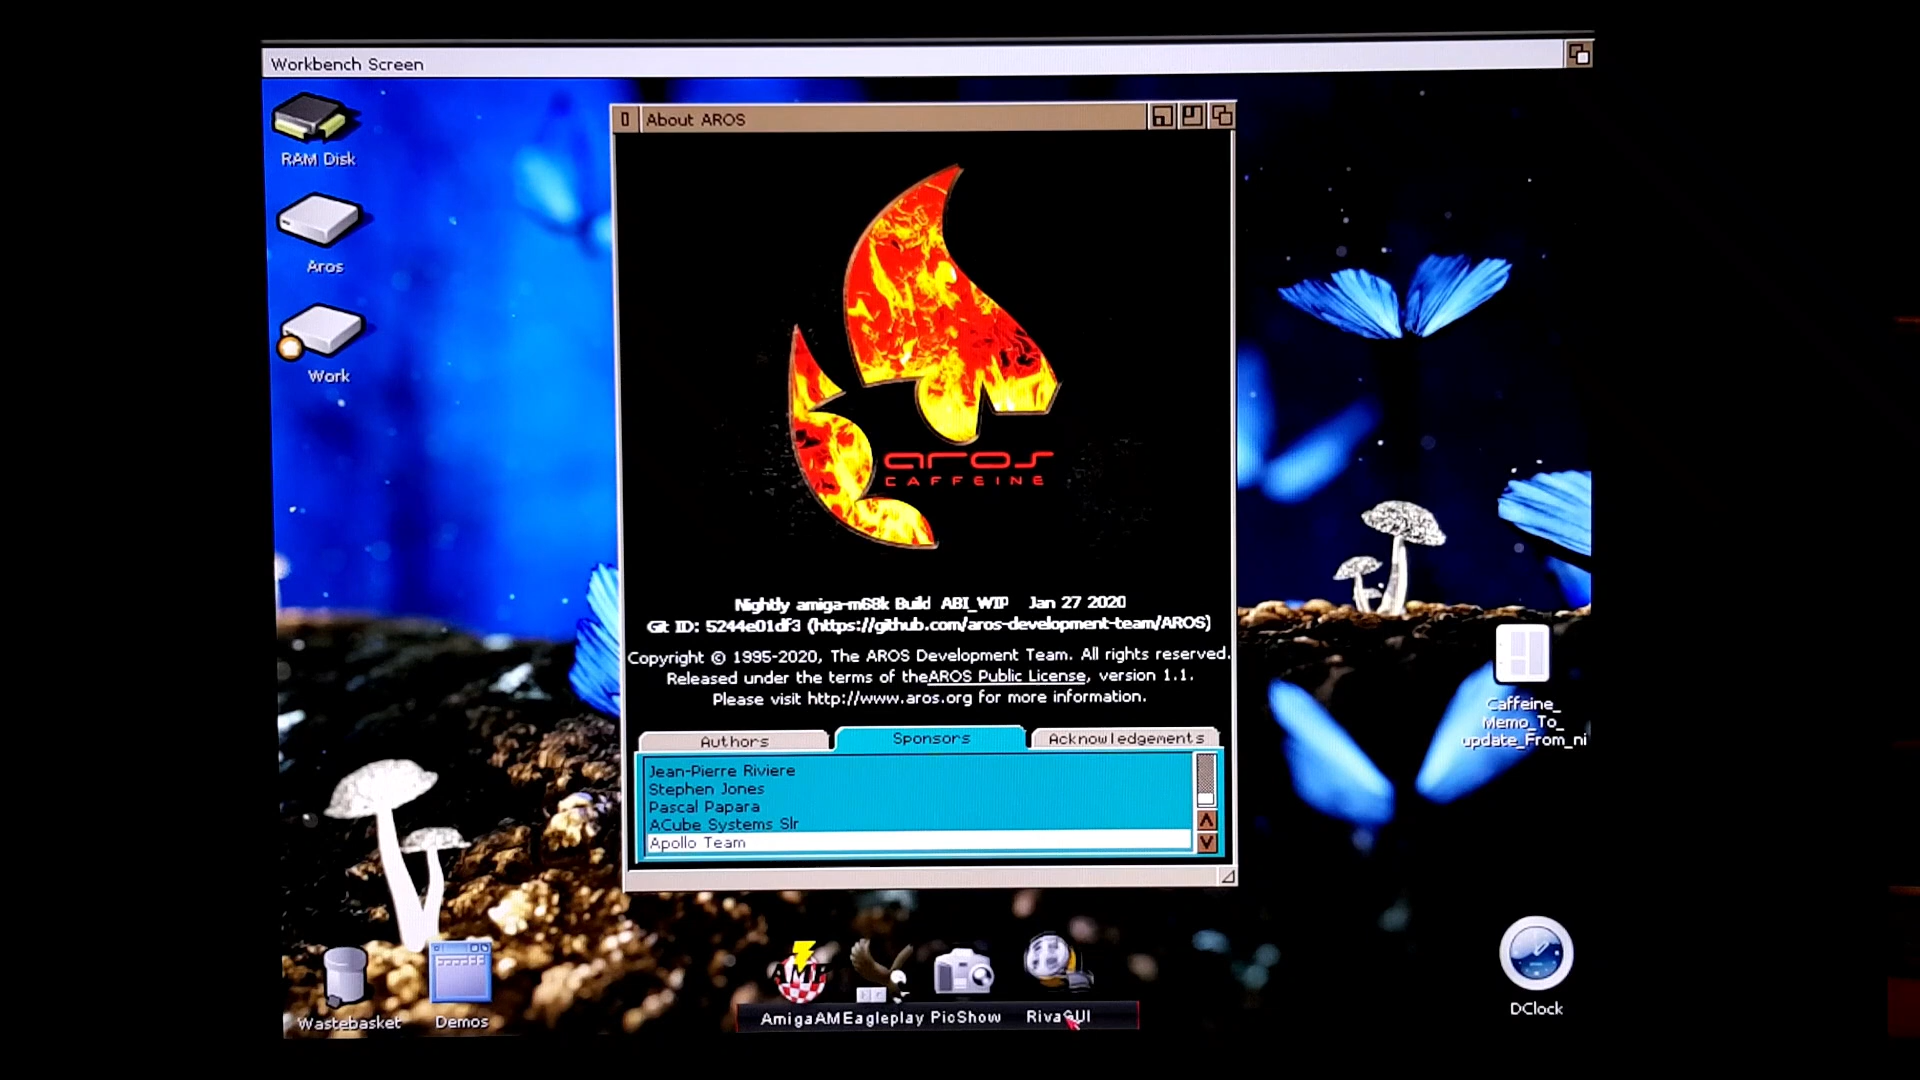 Workbench Screen
RAM Disk
Aros
Work
About AROS
aros
CAFFEINE
Nightly amiga-m68k Build ABI_WIP Jan 27 2020
Git ID: 5244e01df3 (https://github.com/aros-development-team/AROS)
Copyright © 1995-2020, The AROS Development Team. All rights reserved.
Released under the terms of theAROS Public License, version 1.1.
Please visit http://www.aros.org for more information.
Authors Sponsors Acknowledgements
Jean-Pierre Riviere
Stephen Jones
Pascal Papara
ACube Systems Slr
Apollo Team
Caffeine_
Memo_To_
update_From_ni
AMP
Wastebasket
Demos
AmigaAMEagleplay PicShow RivaGUI
DClock